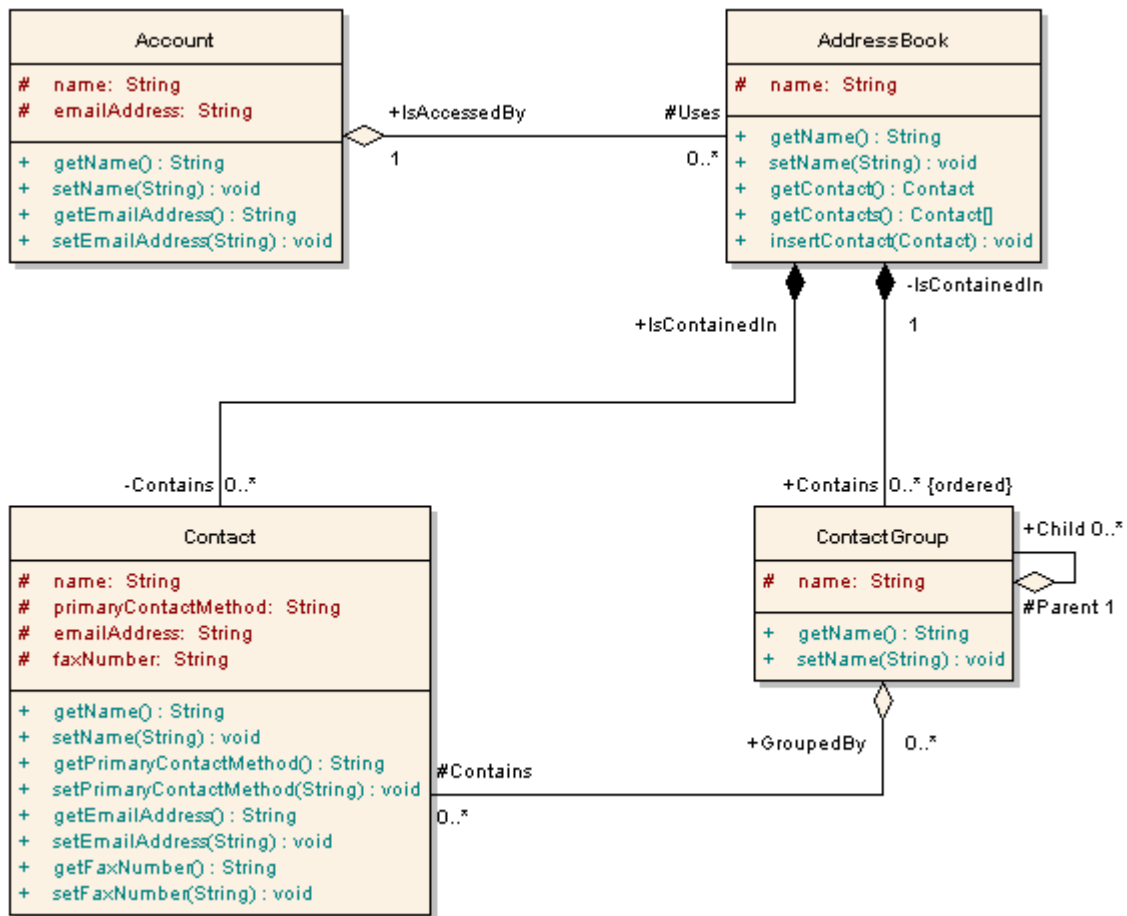 Account
# name: String
# emailAddress: String
+ getName() : String
+ setName(String) : void
+ getEmailAddress() : String
+ setEmailAddress(String) : void
+IsAccessedBy
1
#Uses
0..*
AddressBook
# name: String
+ getName() : String
+ setName(String) : void
+ getContact() : Contact
+ getContacts() : Contact[]
+ insertContact(Contact) : void
+IsContainedIn
-IsContainedIn
1
-Contains 0..*
+Contains 0..* {ordered}
Contact
# name: String
# primaryContactMethod: String
# emailAddress: String
# faxNumber: String
+ getName() : String
+ setName(String) : void
+ getPrimaryContactMethod() : String
+ setPrimaryContactMethod(String) : void
+ getEmailAddress() : String
+ setEmailAddress(String) : void
+ getFaxNumber() : String
+ setFaxNumber(String) : void
ContactGroup
# name: String
+ getName() : String
+ setName(String) : void
+Child 0..*
#Parent 1
+GroupedBy 0..*
#Contains
0..*